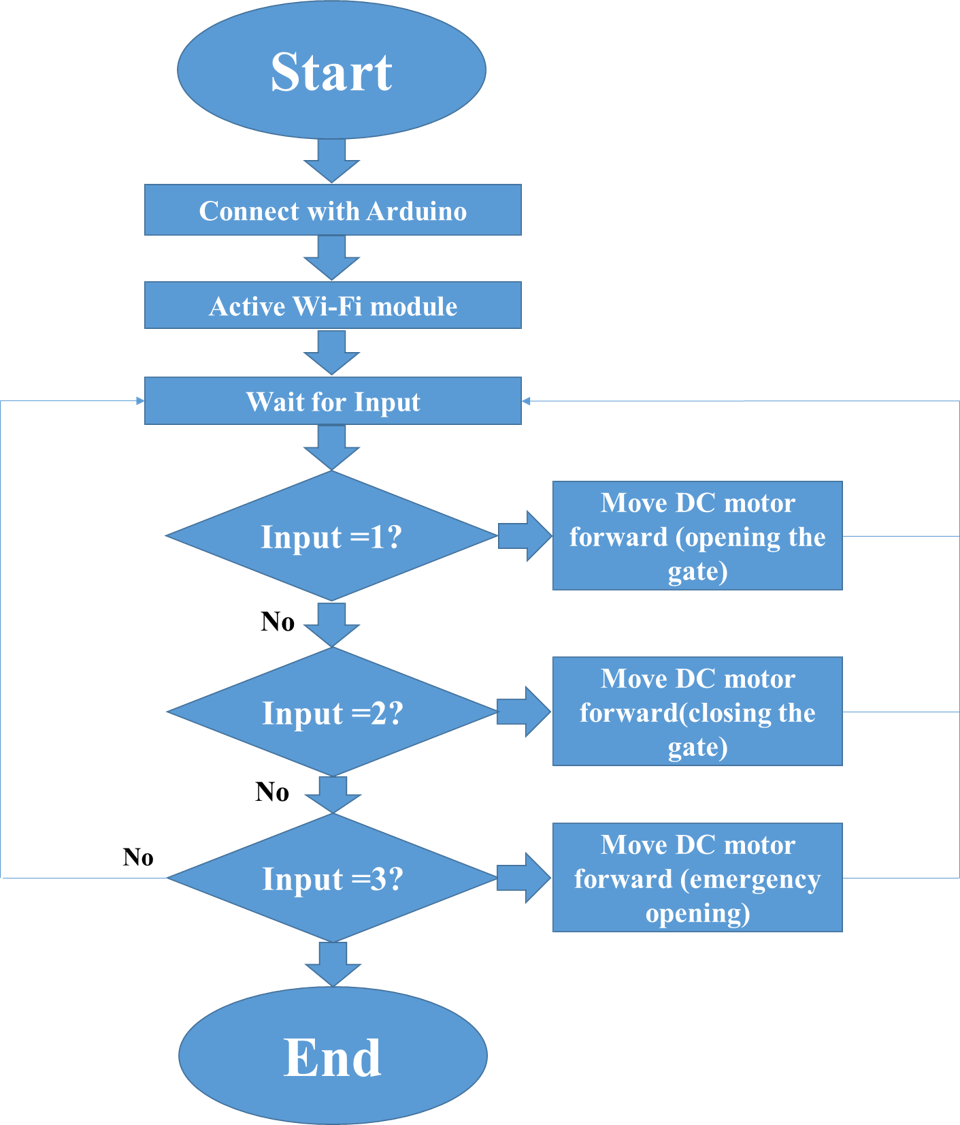 Start
Connect with Arduino
Active Wi-Fi module
Wait for Input
Input =1?
Move DC motor
forward (opening the
gate)
No
Input =2?
Move DC motor
forward(closing the
gate)
No
No
Input =3?
Move DC motor
forward (emergency
opening)
End